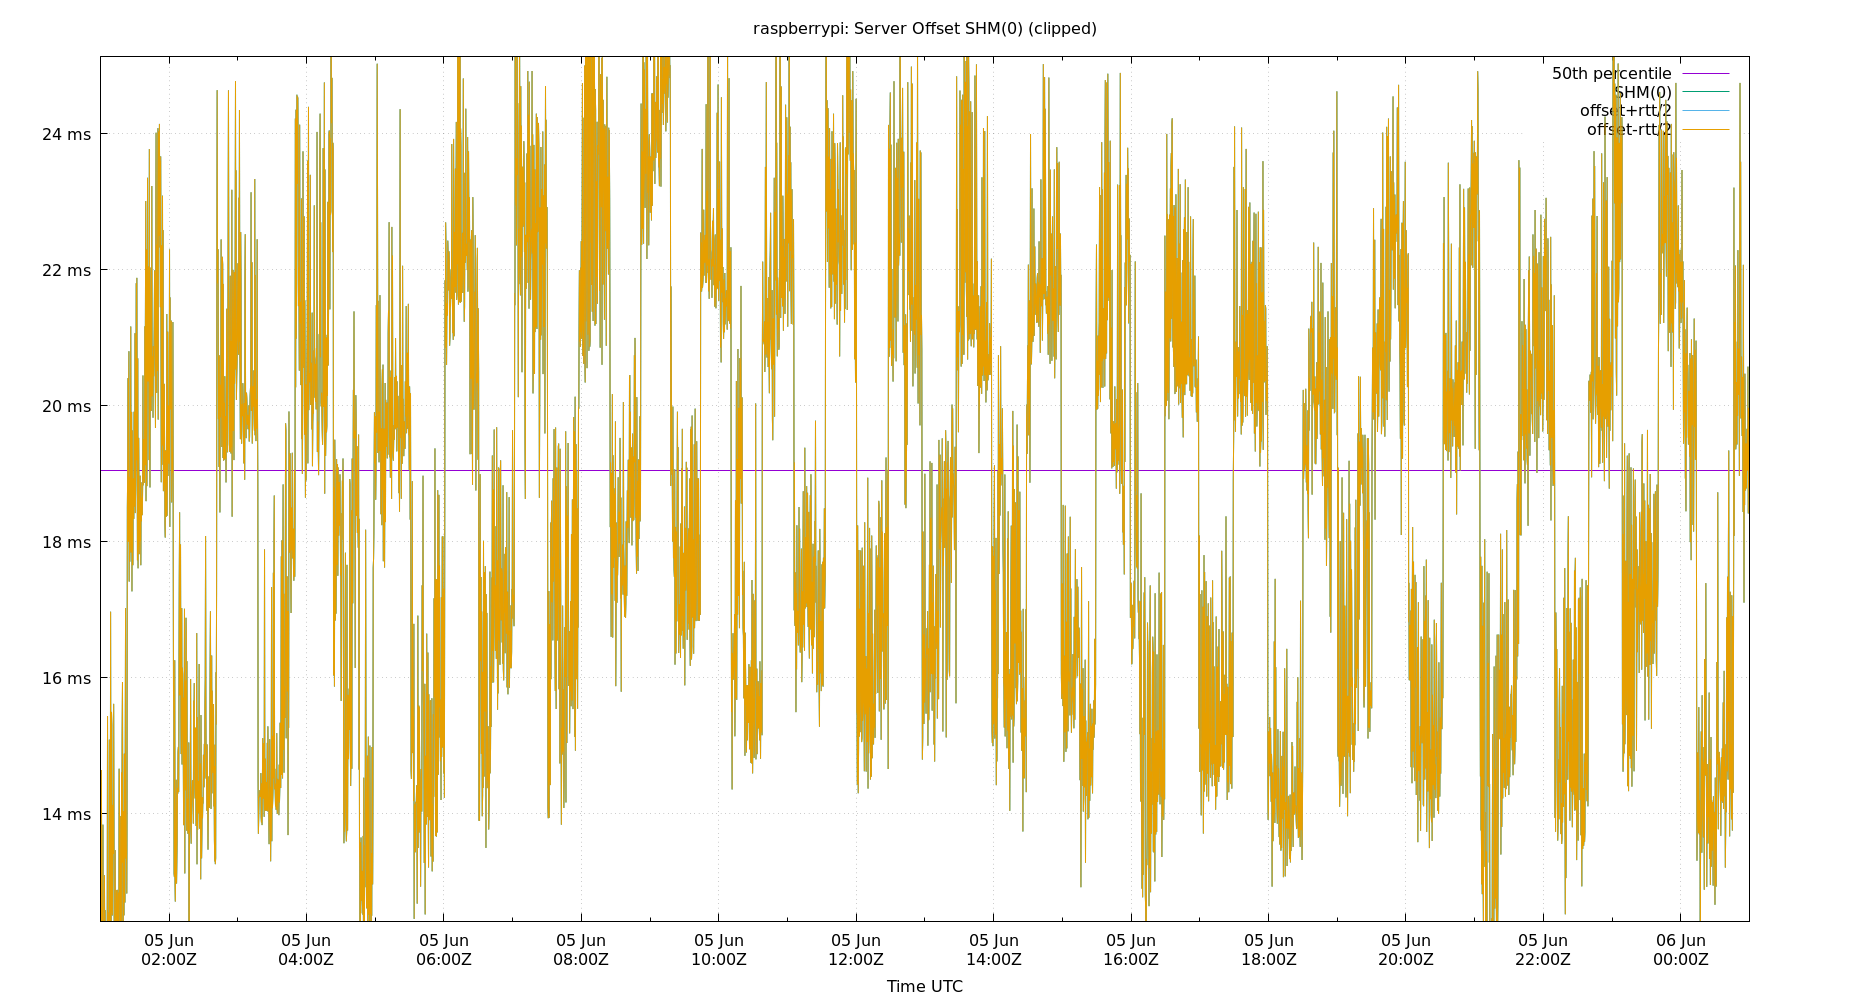 raspberrypi: Server Offset SHM(0) (clipped)
50th percentile
SHM(0)
offset+rtt/2
offset-rtt/2
24 ms
22 ms
20 ms
18 ms
16 ms
14 ms
05 Jun 05 Jun 05 Jun 05 Jun 05 Jun 05 Jun 05 Jun 05 Jun 05 Jun 05 Jun 05 Jun 06 Jun
02:00Z 04:00Z 06:00Z 08:00Z 10:00Z 12:00Z 14:00Z 16:00Z 18:00Z 20:00Z 22:00Z 00:00Z
Time UTC